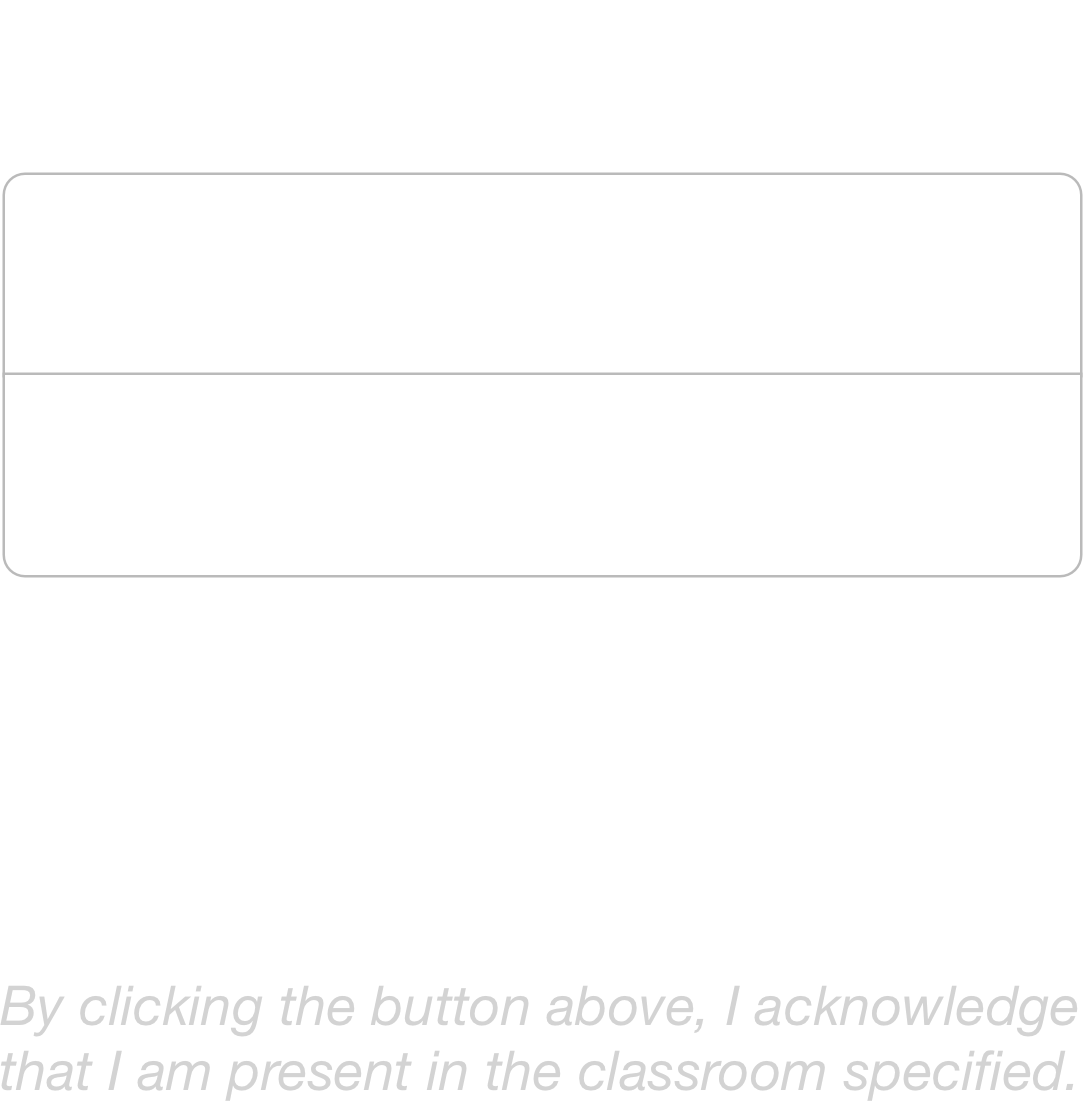 By clicking the button above, I acknowledge
that I am present in the classroom specified.